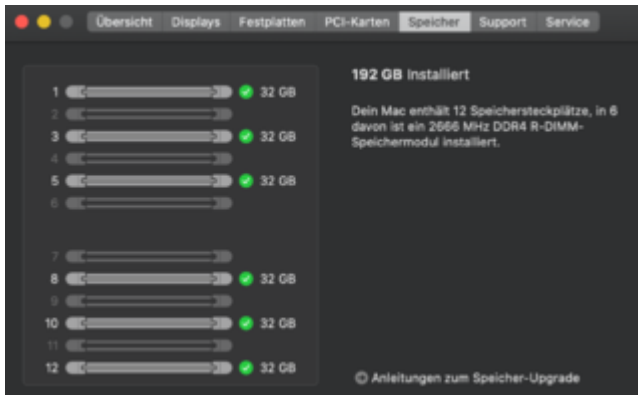 Übersicht Displays Festplatten PCI-Karten Speicher Support Service
192 GB Installiert
Dein Mac enthält 12 Speichersteckplätze, in 6
davon ist ein 2666 MHz DDR4 R-DIMM-
Speichermodul installiert.
1 32 GB
2
3 32 GB
4
5 32 GB
6
7
8 32 GB
9
10 32 GB
11
12 32 GB
Anleitungen zum Speicher-Upgrade